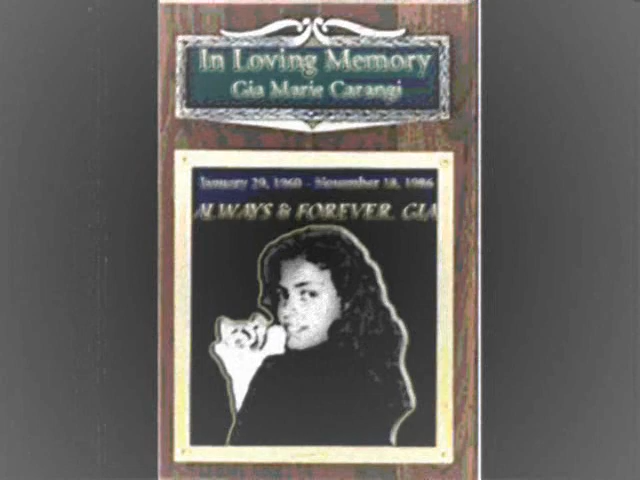 In Loving Memory
Gia Marie Carangi
January 29, 1960 - November 18, 1986
ALWAYS & FOREVER, GIA